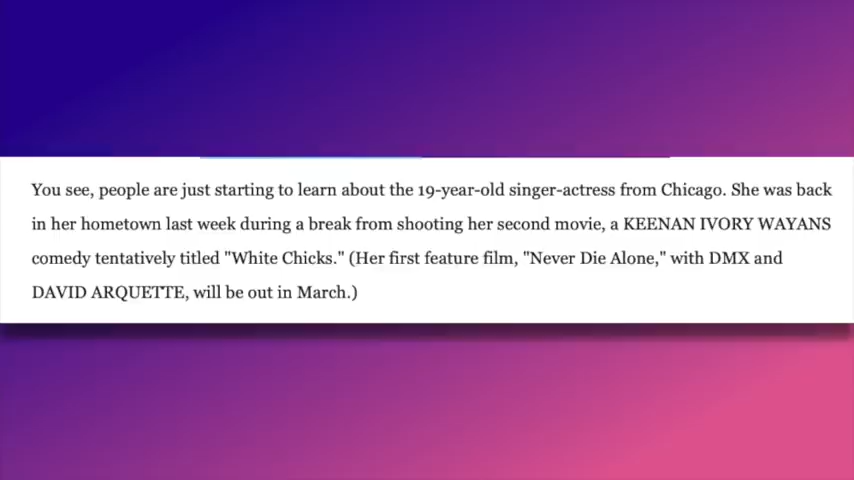 You see, people are just starting to learn about the 19-year-old singer-actress from Chicago. She was back
in her hometown last week during a break from shooting her second movie, a KEENAN IVORY WAYANS
comedy tentatively titled "White Chicks." (Her first feature film, "Never Die Alone," with DMX and
DAVID ARQUETTE, will be out in March.)